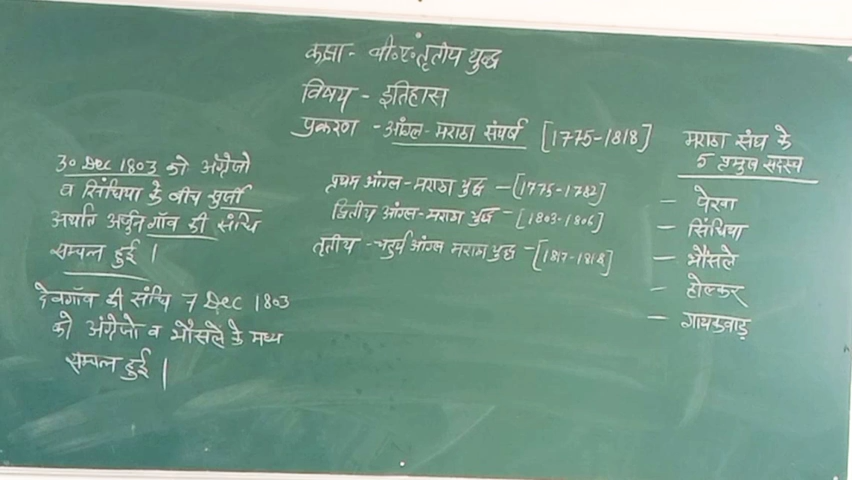 कक्षा - बी॰ए॰तृतीय युद्ध
विषय - इतिहास
प्रकरण - आंग्ल-मराठा संघर्ष [1775-1818]
प्रथम आंग्ल-मराठा युद्ध - [1775-1782]
द्वितीय आंग्ल-मराठा युद्ध - [1803-1806]
तृतीय - चतुर्थ आंग्ल मराठा युद्ध - [1817-1818]
30 Dec 1803 को अंग्रेजो
व सिंधिया के बीच सुर्जी
अर्थात अर्जुन गाँव की संधि
सम्पन्न हुई ।
देवगाँव की संधि 7 Dec 1803
को अंग्रेजो व भौंसले के मध्य
सम्पन्न हुई ।
मराठा संघ के
5 प्रमुख सदस्य
- पेशवा
- सिंधिया
- भौंसले
- होल्कर
- गायकवाड़